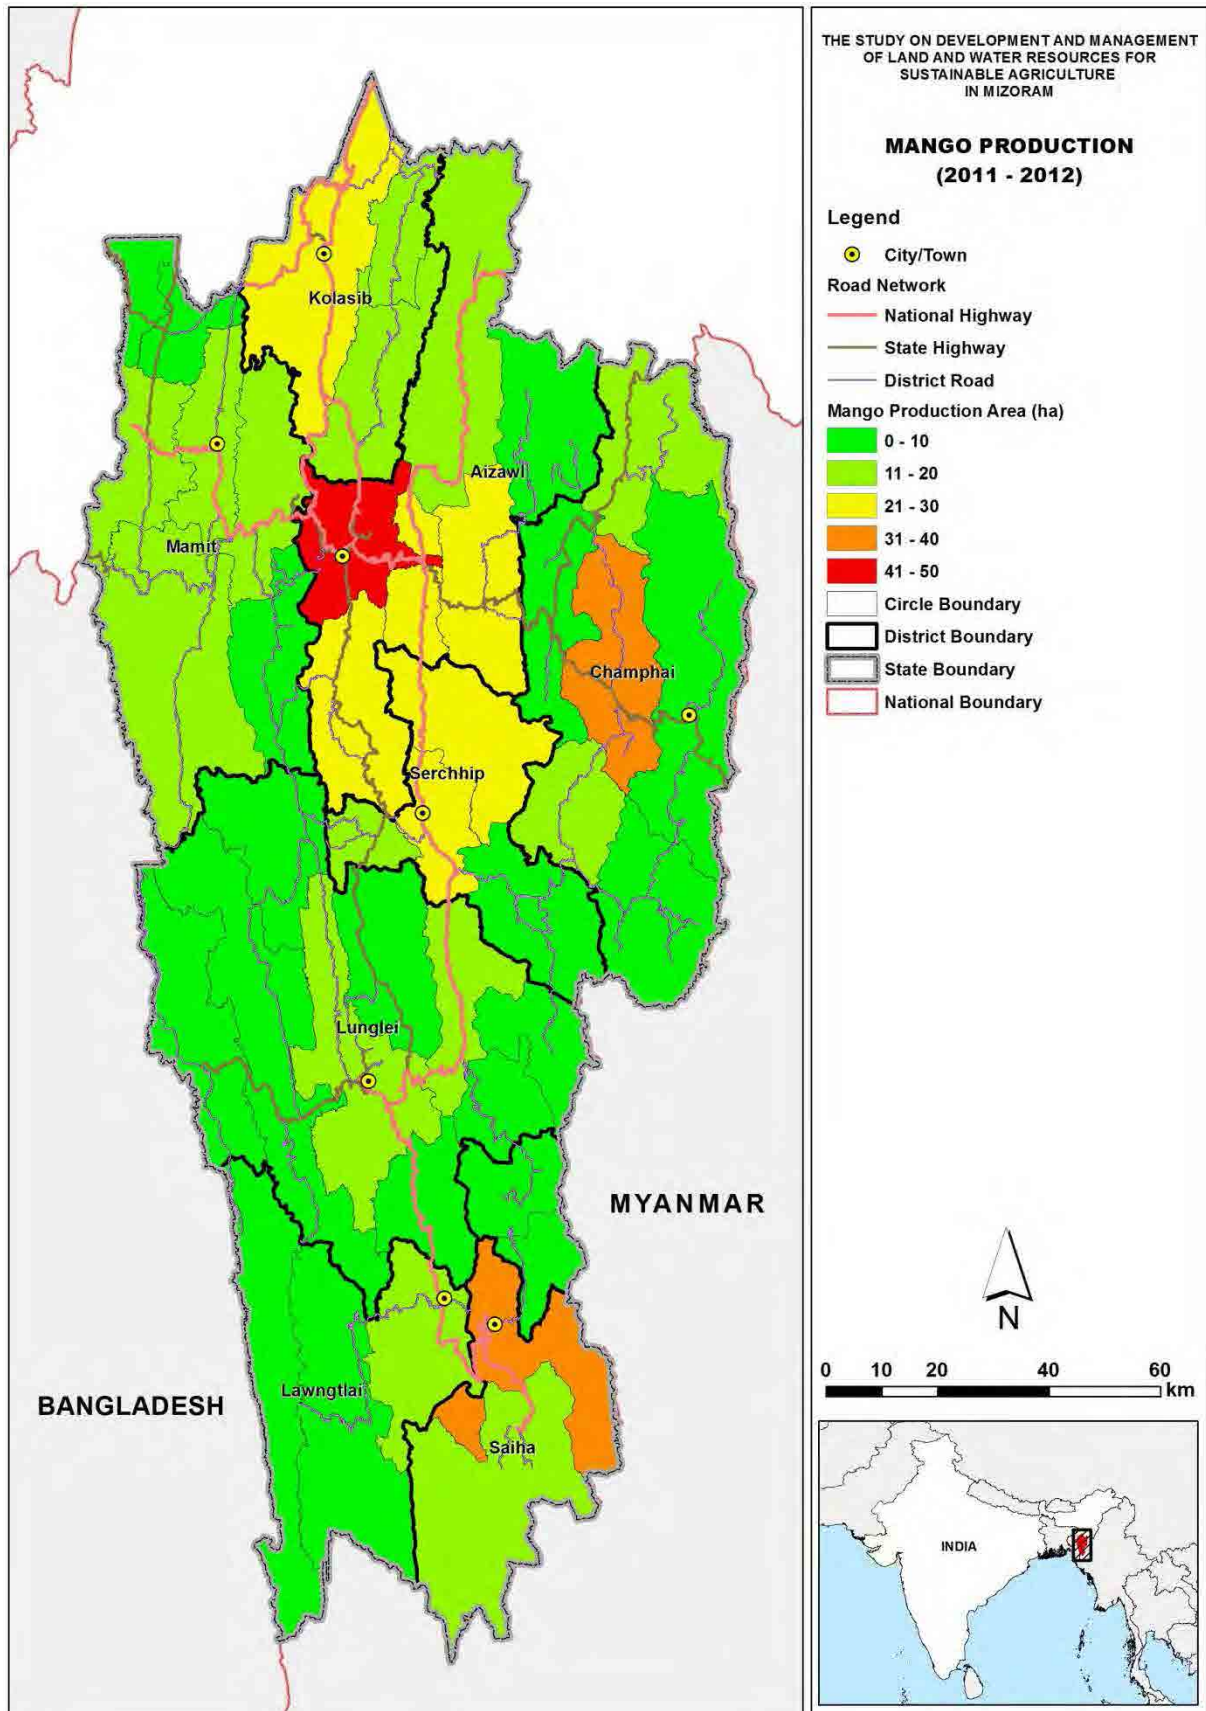 THE STUDY ON DEVELOPMENT AND MANAGEMENT
OF LAND AND WATER RESOURCES FOR
SUSTAINABLE AGRICULTURE
IN MIZORAM
MANGO PRODUCTION
(2011 - 2012)
Legend
City/Town
Road Network
National Highway
State Highway
District Road
Mango Production Area (ha)
0 - 10
11 - 20
21 - 30
31 - 40
41 - 50
Circle Boundary
District Boundary
State Boundary
National Boundary
Kolasib
Aizawl
Mamit
Champhai
Serchhip
Lunglei
MYANMAR
Lawngtlai
BANGLADESH
Saiha
N
0 10 20 40 60
km
INDIA